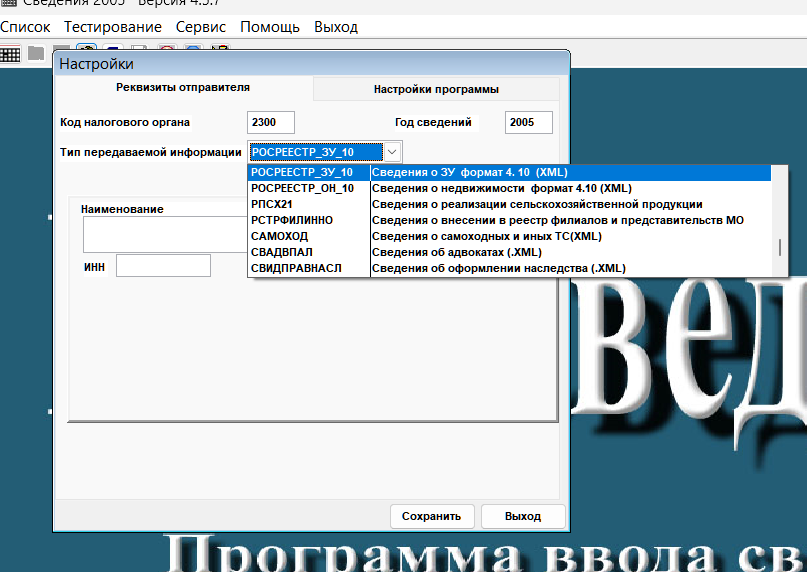 Сведения 2005 Версия 4.5.7
Список Тестирование Сервис Помощь Выход
Настройки
Реквизиты отправителя Настройки программы
Код налогового органа 2300 Год сведений 2005
Тип передаваемой информации РОСРЕЕСТР_ЗУ_10
РОСРЕЕСТР_ЗУ_10 Сведения о ЗУ формат 4. 10 (XML)
РОСРЕЕСТР_ОН_10 Сведения о недвижимости формат 4.10 (XML)
РПСХ21 Сведения о реализации сельскохозяйственной продукции
РСТРФИЛИННО Сведения о внесении в реестр филиалов и представительств МО
САМОХОД Сведения о самоходных и иных ТС(XML)
СВАДВПАЛ Сведения об адвокатах (.XML)
СВИДПРАВНАСЛ Сведения об оформлении наследства (.XML)
Наименование
ИНН
вед
Сохранить Выход
Программа ввода св